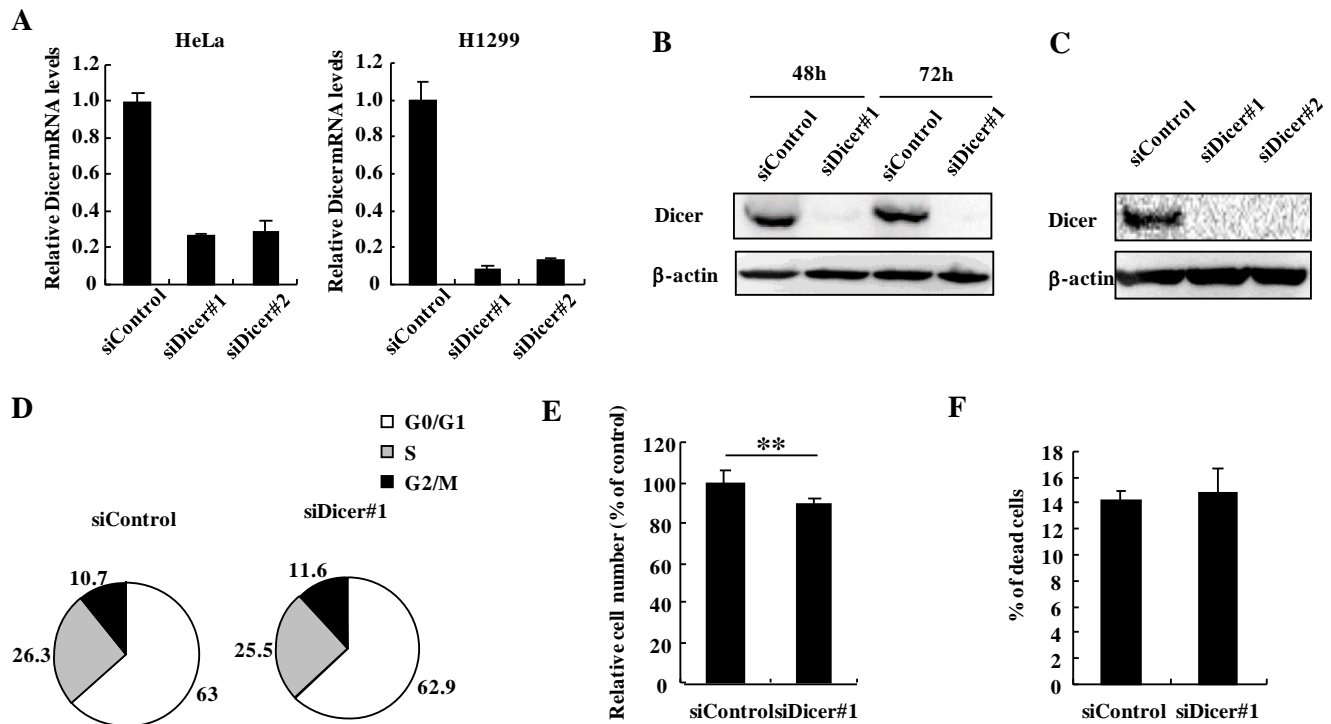 A
HeLa
Relative DicermRNA levels
1.2
1.0
0.8
0.6
0.4
0.2
0
siControl
siDicer#1
siDicer#2
H1299
Relative DicermRNA levels
1.2
1.0
0.8
0.6
0.4
0.2
0
siControl
siDicer#1
siDicer#2
B
48h 72h
siControl
siDicer#1
siControl
siDicer#1
Dicer
β-actin
C
siControl
siDicer#1
siDicer#2
Dicer
β-actin
D
G0/G1
S
G2/M
siControl
10.7
26.3
63
siDicer#1
11.6
25.5
62.9
E
Relative cell number (% of control)
120
100
80
60
40
20
0
**
siControl siDicer#1
F
% of dead cells
18
16
14
12
10
8
6
4
2
0
siControl siDicer#1